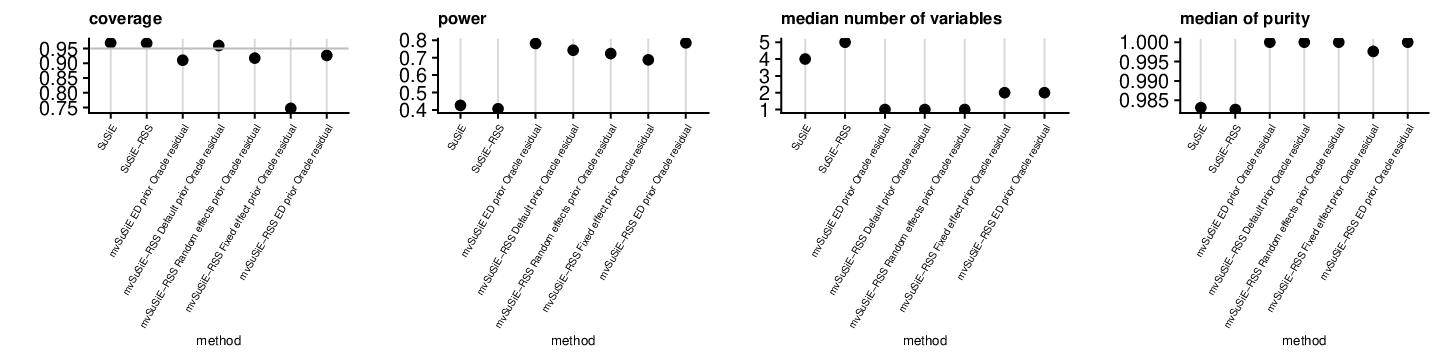 coverage
0.95
0.90
0.85
0.80
0.75
SuSiE
SuSiE−RSS
mvSuSiE ED prior Oracle residual
mvSuSiE−RSS Default prior Oracle residual
mvSuSiE−RSS Random effects prior Oracle residual
mvSuSiE−RSS Fixed effect prior Oracle residual
mvSuSiE−RSS ED prior Oracle residual
method
power
0.8
0.7
0.6
0.5
0.4
SuSiE
SuSiE−RSS
mvSuSiE ED prior Oracle residual
mvSuSiE−RSS Default prior Oracle residual
mvSuSiE−RSS Random effects prior Oracle residual
mvSuSiE−RSS Fixed effect prior Oracle residual
mvSuSiE−RSS ED prior Oracle residual
method
median number of variables
5
4
3
2
1
SuSiE
SuSiE−RSS
mvSuSiE ED prior Oracle residual
mvSuSiE−RSS Default prior Oracle residual
mvSuSiE−RSS Random effects prior Oracle residual
mvSuSiE−RSS Fixed effect prior Oracle residual
mvSuSiE−RSS ED prior Oracle residual
method
median of purity
1.000
0.995
0.990
0.985
SuSiE
SuSiE−RSS
mvSuSiE ED prior Oracle residual
mvSuSiE−RSS Default prior Oracle residual
mvSuSiE−RSS Random effects prior Oracle residual
mvSuSiE−RSS Fixed effect prior Oracle residual
mvSuSiE−RSS ED prior Oracle residual
method